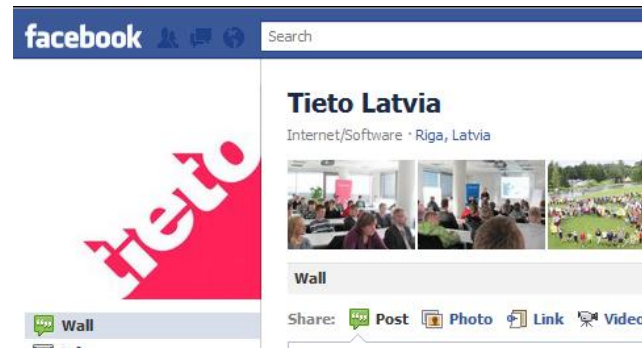 facebook
Search
Tieto Latvia
Internet/Software · Riga, Latvia
tieto
Wall
Share: Post Photo Link Video
Wall